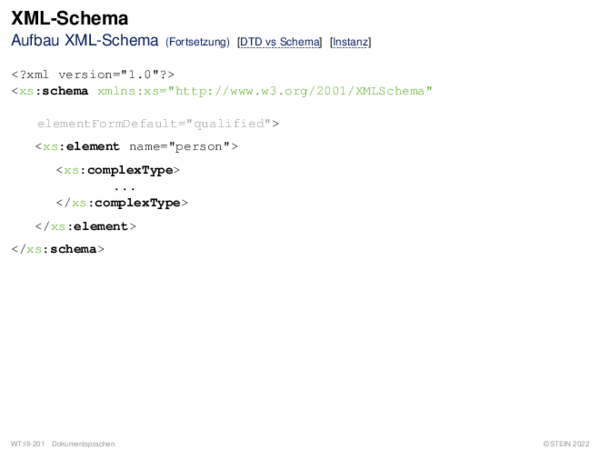 XML-Schema
Aufbau XML-Schema (Fortsetzung) [DTD vs Schema] [Instanz]
<?xml version="1.0"?>
<xs:schema xmlns:xs="http://www.w3.org/2001/XMLSchema"
elementFormDefault="qualified">
<xs:element name="person">
<xs:complexType>
...
</xs:complexType>
</xs:element>
</xs:schema>
WT:III-201 Dokumentsprachen ©STEIN 2022